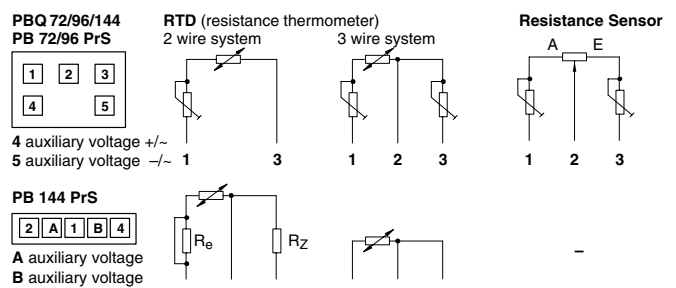 PBQ 72/96/144
PB 72/96 PrS
RTD (resistance thermometer)
2 wire system
3 wire system
Resistance Sensor
A E
1 2 3
4 5
4 auxiliary voltage +/~
5 auxiliary voltage –/~
1 3
1 2 3
1 2 3
PB 144 PrS
2 A 1 B 4
A auxiliary voltage
B auxiliary voltage
Re
RZ
–